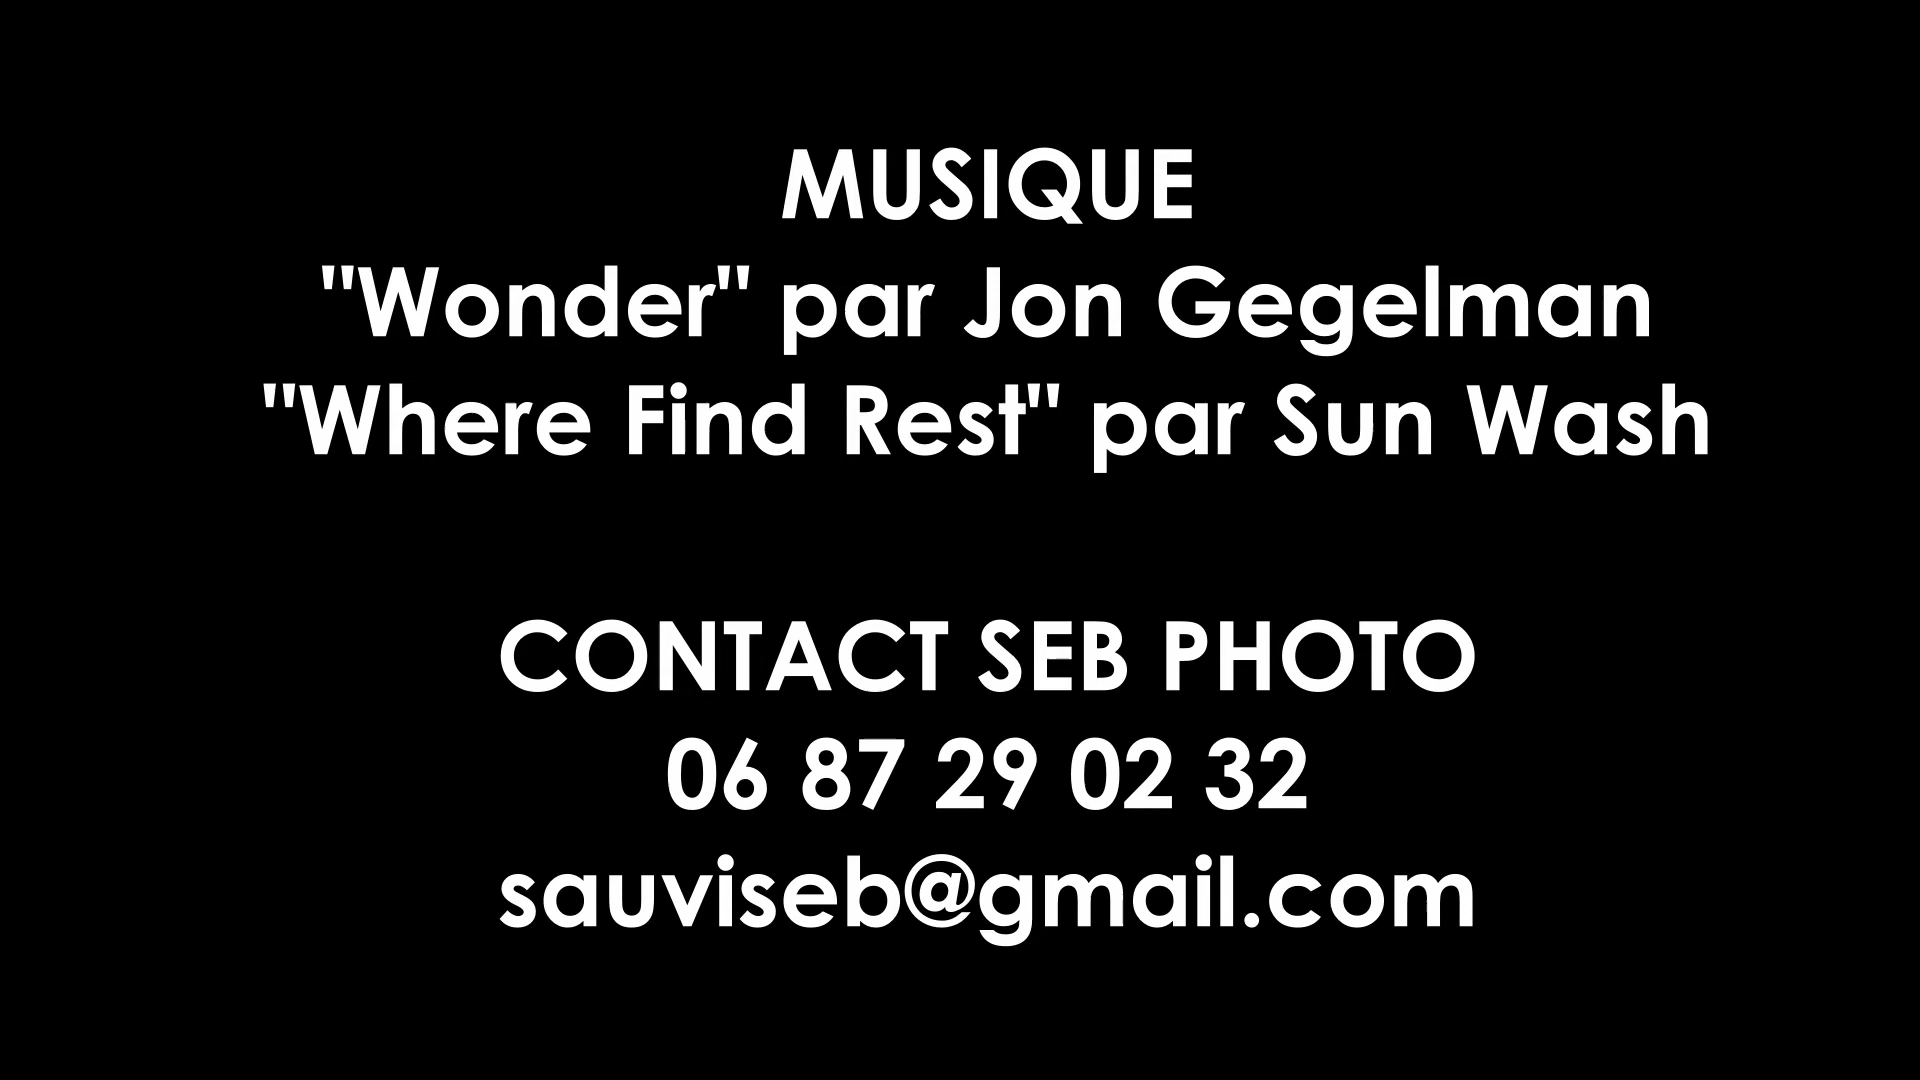 MUSIQUE
"Wonder" par Jon Gegelman
"Where Find Rest" par Sun Wash
CONTACT SEB PHOTO
06 87 29 02 32
sauviseb@gmail.com